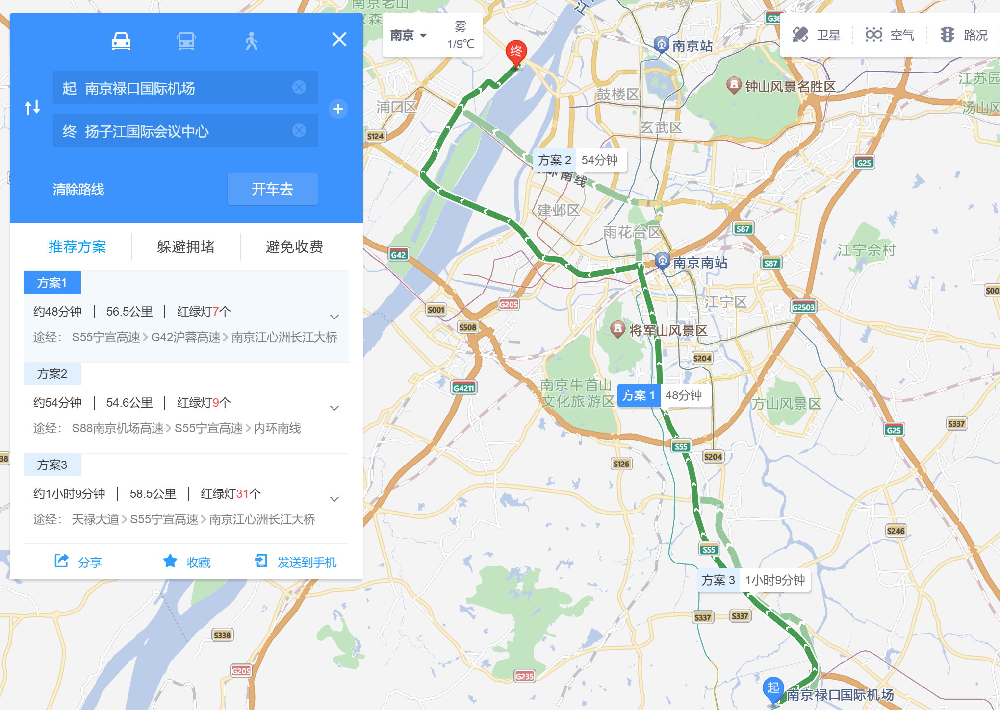 起 南京禄口国际机场
终 扬子江国际会议中心
清除路线
开车去
推荐方案
躲避拥堵
避免收费
方案1
约48分钟 | 56.5公里 | 红绿灯7个
途经： S55宁宣高速 > G42沪蓉高速 > 南京江心洲长江大桥
方案2
约54分钟 | 54.6公里 | 红绿灯9个
途经： S88南京机场高速 > S55宁宣高速 > 内环南线
方案3
约1小时9分钟 | 58.5公里 | 红绿灯31个
途经： 天禄大道 > S55宁宣高速 > 南京江心洲长江大桥
分享
收藏
发送到手机
南京
雾
1/9℃
卫星
空气
路况
南京老山
家森
7号线
G36
终
南京站
钟山风景名胜区
江苏园
汤山风
鼓楼区
浦口区
玄武区
S124
G25
方案 2 54分钟
环南线
建邺区
雨花台区
S87
江宁佘村
G42
南京南站
S87
S002
G205
江宁区
G2503
S001
S508
将军山风景区
S204
G4211
南京牛首山
文化旅游区
方案 1 48分钟
方山风景区
S337
G25
S55
S204
S126
38
S246
S55
方案 3 1小时9分钟
S337
S337
S338
G205
G235
起
南京禄口国际机场